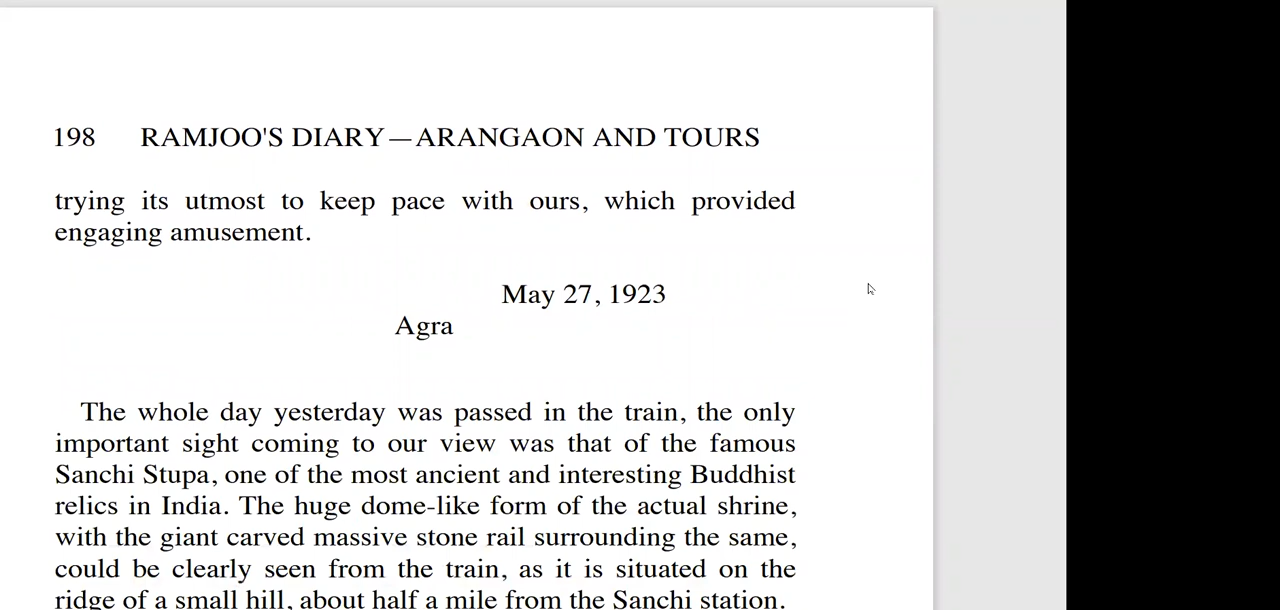 198 RAMJOO'S DIARY—ARANGAON AND TOURS
trying its utmost to keep pace with ours, which provided
engaging amusement.
May 27, 1923
Agra
The whole day yesterday was passed in the train, the only
important sight coming to our view was that of the famous
Sanchi Stupa, one of the most ancient and interesting Buddhist
relics in India. The huge dome-like form of the actual shrine,
with the giant carved massive stone rail surrounding the same,
could be clearly seen from the train, as it is situated on the
ridge of a small hill, about half a mile from the Sanchi station.